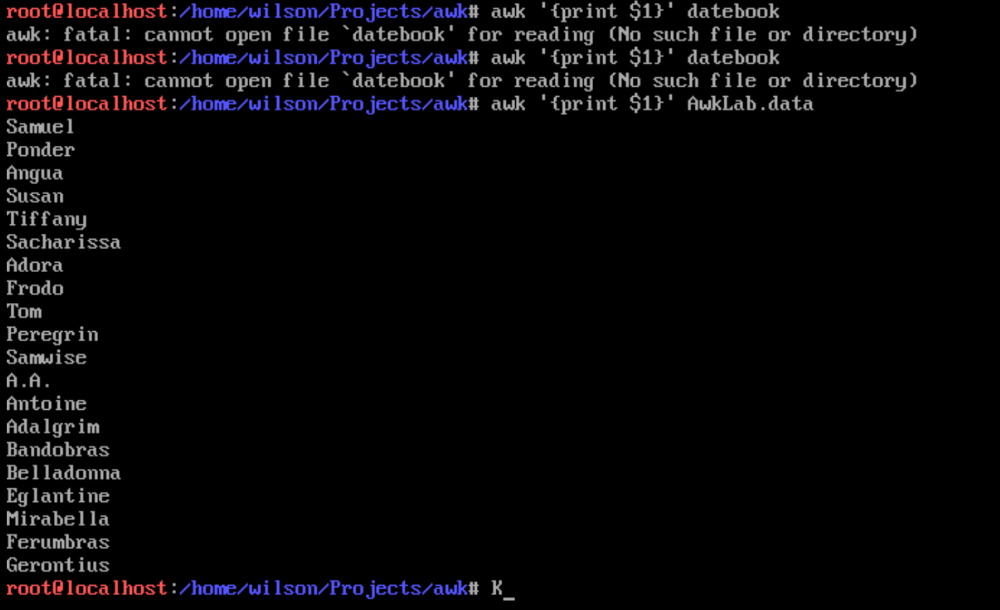 root@localhost:/home/wilson/Projects/awk# awk '{print $1}' datebook
awk: fatal: cannot open file `datebook' for reading (No such file or directory)
root@localhost:/home/wilson/Projects/awk# awk '{print $1}' datebook
awk: fatal: cannot open file `datebook' for reading (No such file or directory)
root@localhost:/home/wilson/Projects/awk# awk '{print $1}' AwkLab.data
Samuel
Ponder
Angua
Susan
Tiffany
Sacharissa
Adora
Frodo
Tom
Peregrin
Samwise
A.A.
Antoine
Adalgrim
Bandobras
Belladonna
Eglantine
Mirabella
Ferumbras
Gerontius
root@localhost:/home/wilson/Projects/awk# K_